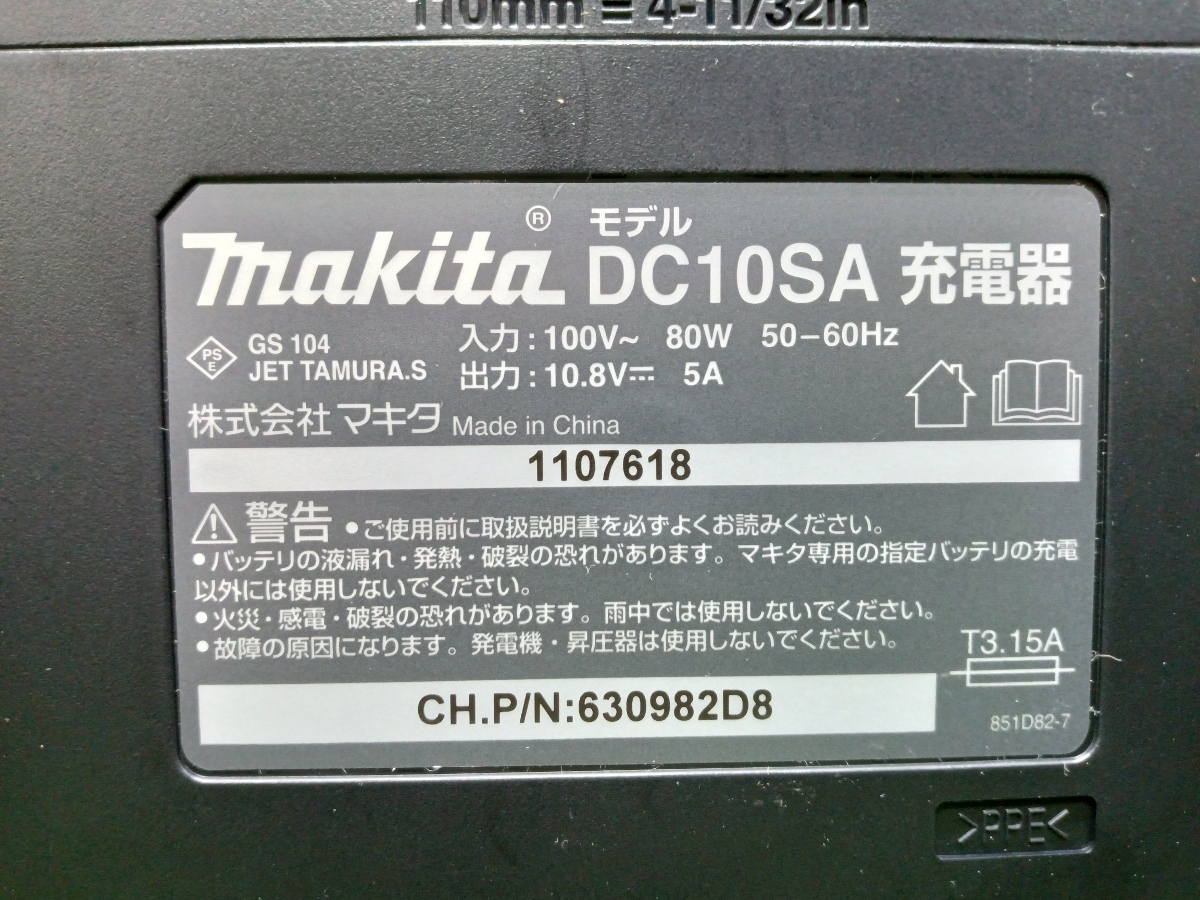 110mm = 4-11/32in
makita® モデル DC10SA 充電器
PS E GS 104
JET TAMURA.S
入力:100V~ 80W 50-60Hz
出力:10.8V⎓ 5A
株式会社マキタ Made in China
1107618
⚠警告 ●ご使用前に取扱説明書を必ずよくお読みください。
●バッテリの液漏れ・発熱・破裂の恐れがあります。マキタ専用の指定バッテリの充電
以外には使用しないでください。
●火災・感電・破裂の恐れがあります。雨中では使用しないでください。
●故障の原因になります。発電機・昇圧器は使用しないでください。
T3.15A
CH.P/N:630982D8
851D82-7
>PPE<